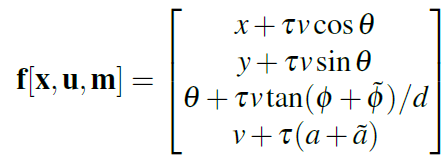 x + τv cos θ
y + τv sin θ
f[x, u, m] = θ + τv tan(ϕ + ϕ̃)/d
v + τ(a + ã)